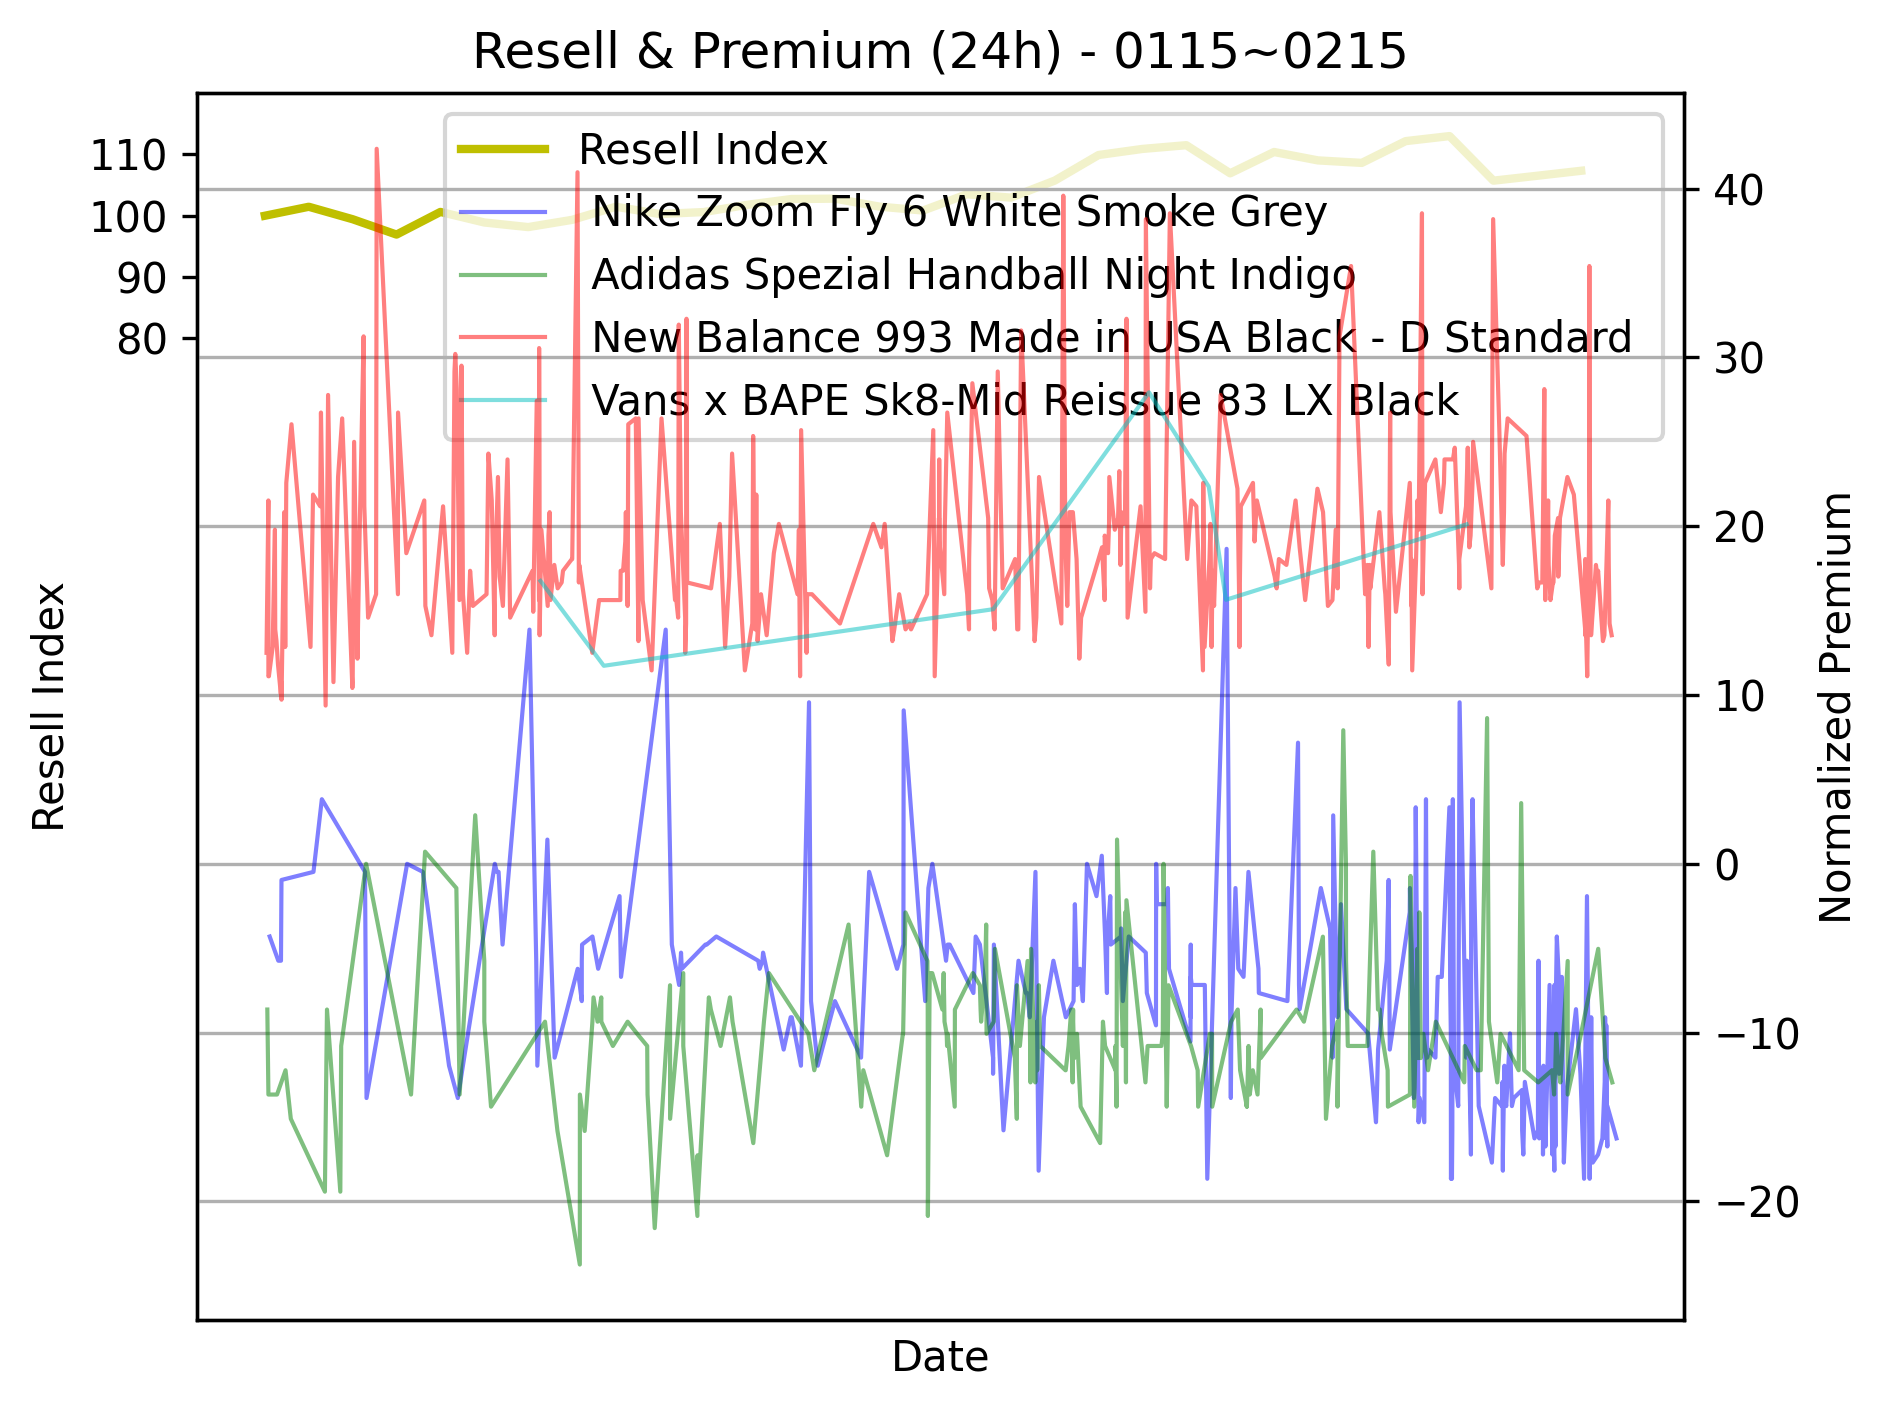 Resell & Premium (24h) - 0115~0215
Resell Index
Nike Zoom Fly 6 White Smoke Grey
Adidas Spezial Handball Night Indigo
New Balance 993 Made in USA Black - D Standard
Vans x BAPE Sk8-Mid Reissue 83 LX Black
110
100
90
80
Resell Index
40
30
20
10
0
−10
−20
Normalized Premium
Date